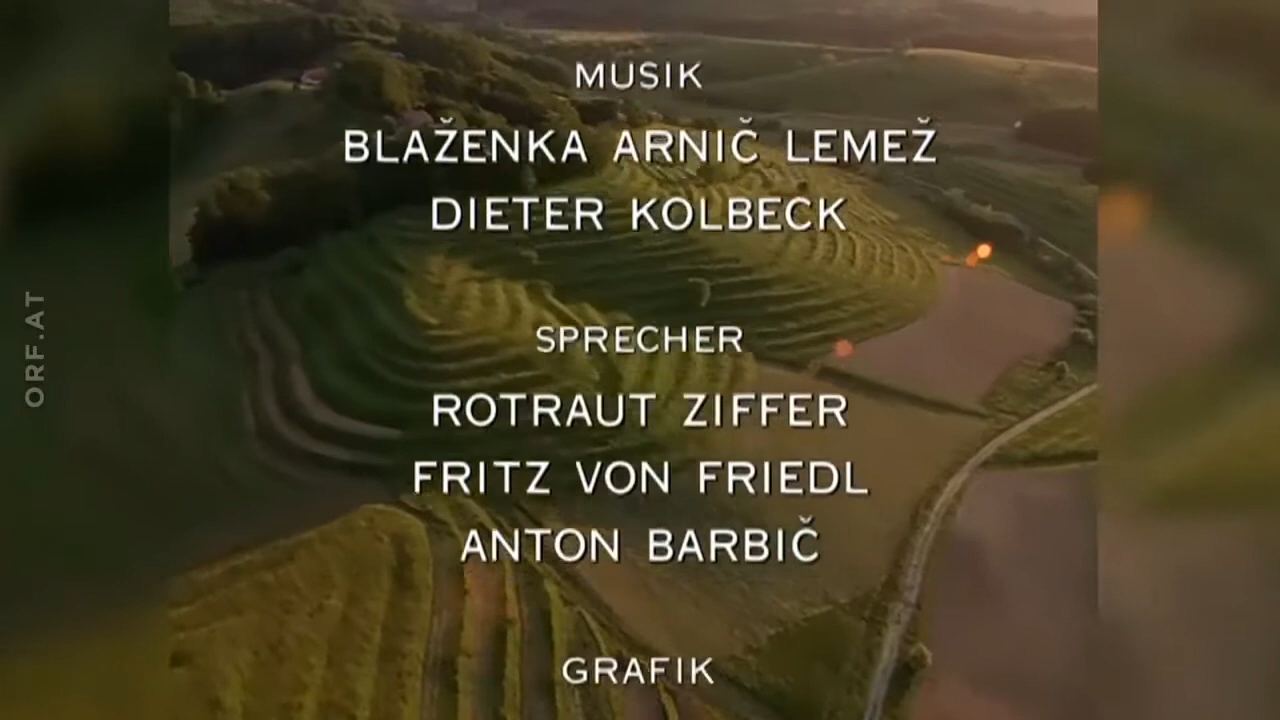 MUSIK
BLAŽENKA ARNIČ LEMEŽ
DIETER KOLBECK
SPRECHER
ROTRAUT ZIFFER
FRITZ VON FRIEDL
ANTON BARBIČ
GRAFIK
ORF.AT